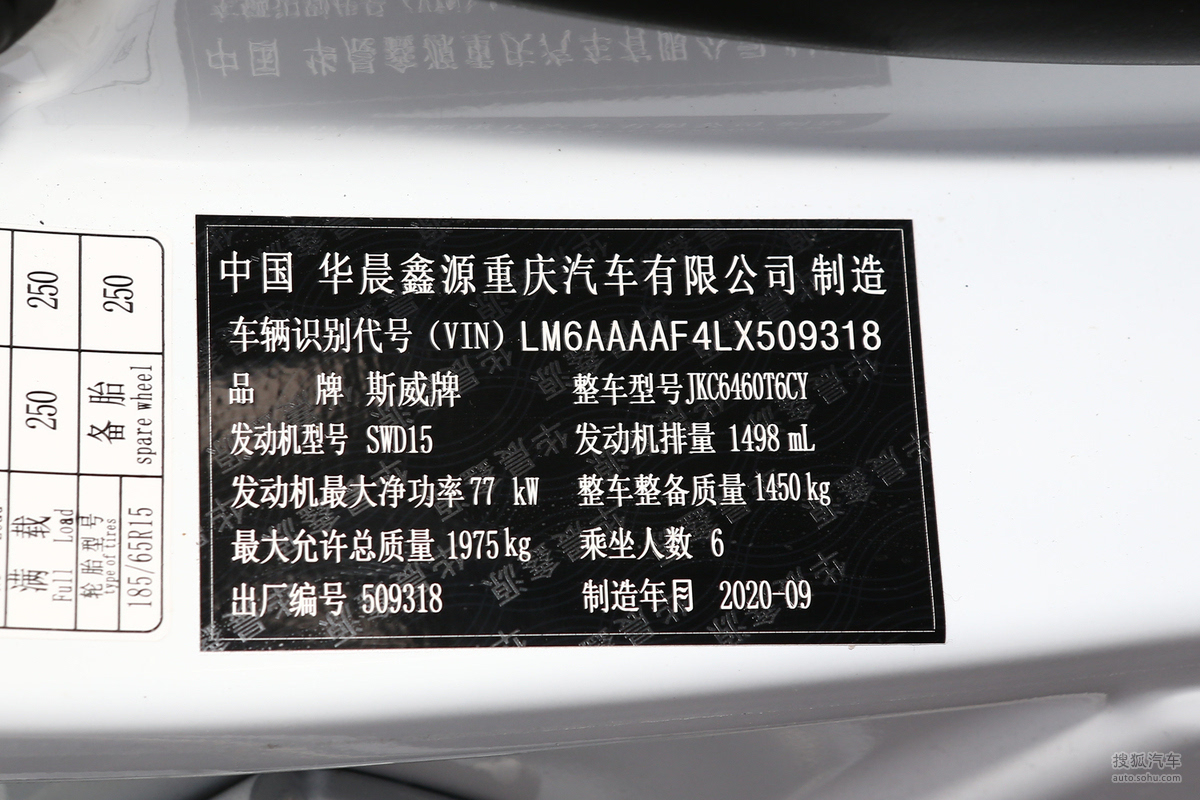 中国 华晨鑫源重庆汽车有限公司 制造
车辆识别代号（VIN）LM6AAAAF4LX509318
品 牌 斯威牌 整车型号JKC6460T6CY
发动机型号 SWD15 发动机排量 1498 mL
发动机最大净功率77 kW 整车整备质量 1450kg
最大允许总质量 1975kg 乘坐人数 6
出厂编号 509318 制造年月 2020-09
满 载 250 250
Full Load
轮胎型号 备 胎 250
type of tires spare wheel
185/65R15
搜狐汽车
auto.sohu.com